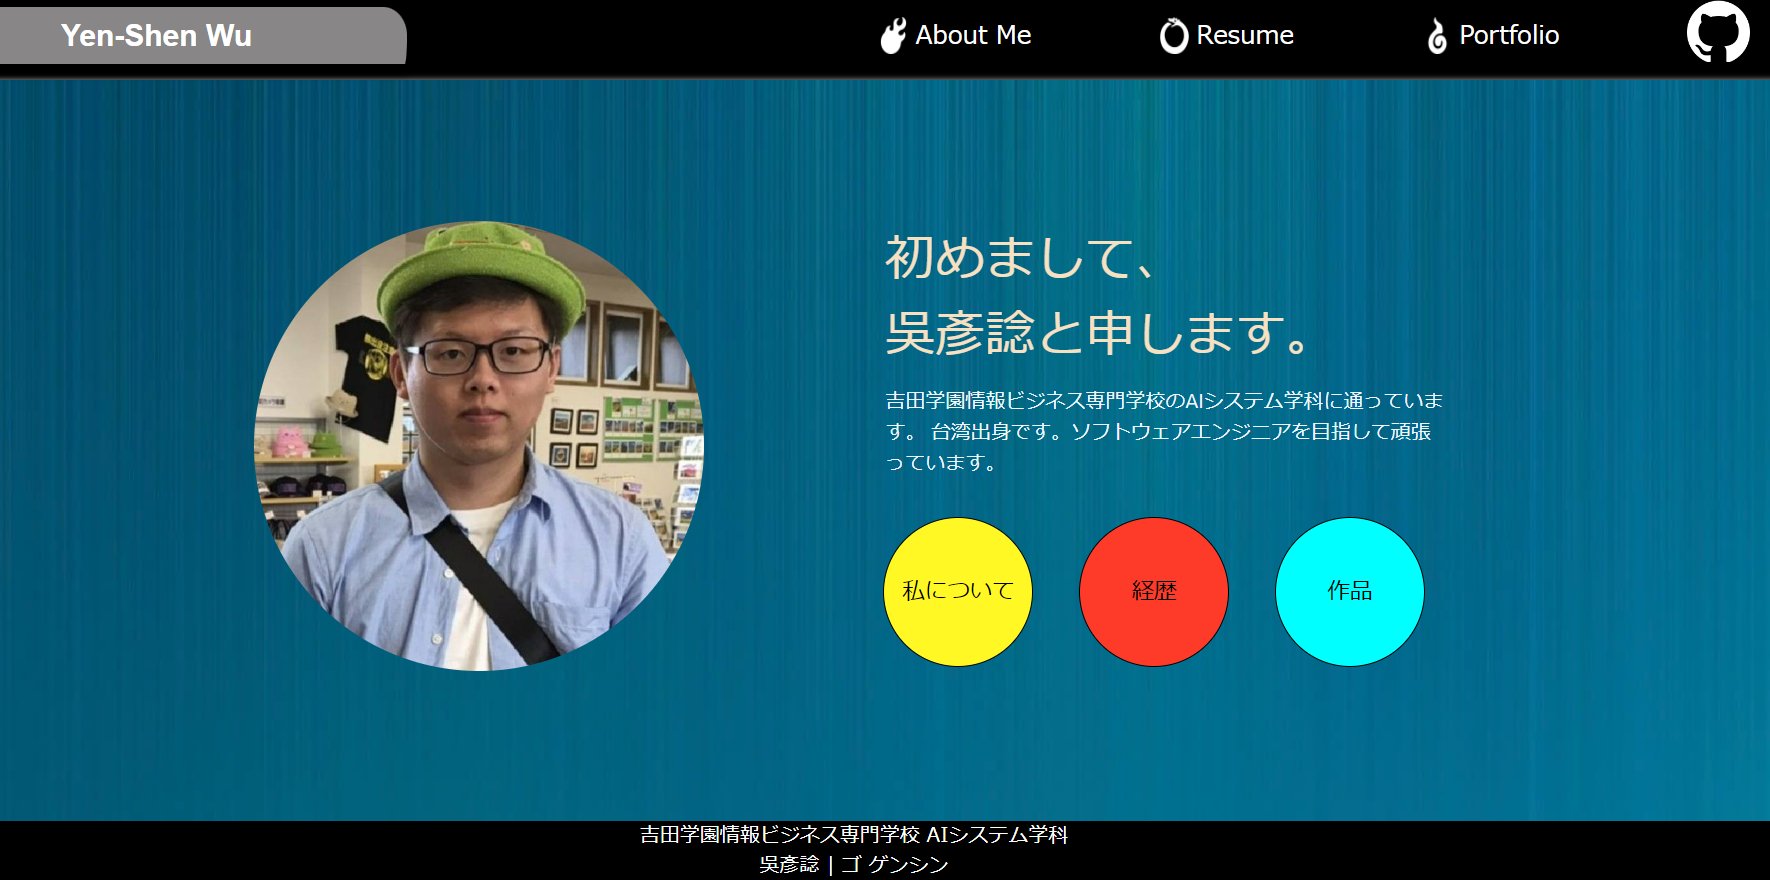 Yen-Shen Wu
About Me
Resume
Portfolio
初めまして、
吳彥諗と申します。
吉田学園情報ビジネス専門学校のAIシステム学科に通っていま
す。 台湾出身です。ソフトウェアエンジニアを目指して頑張
っています。
私について
経歴
作品
吉田学園情報ビジネス専門学校 AIシステム学科
吳彥諗 | ゴ ゲンシン